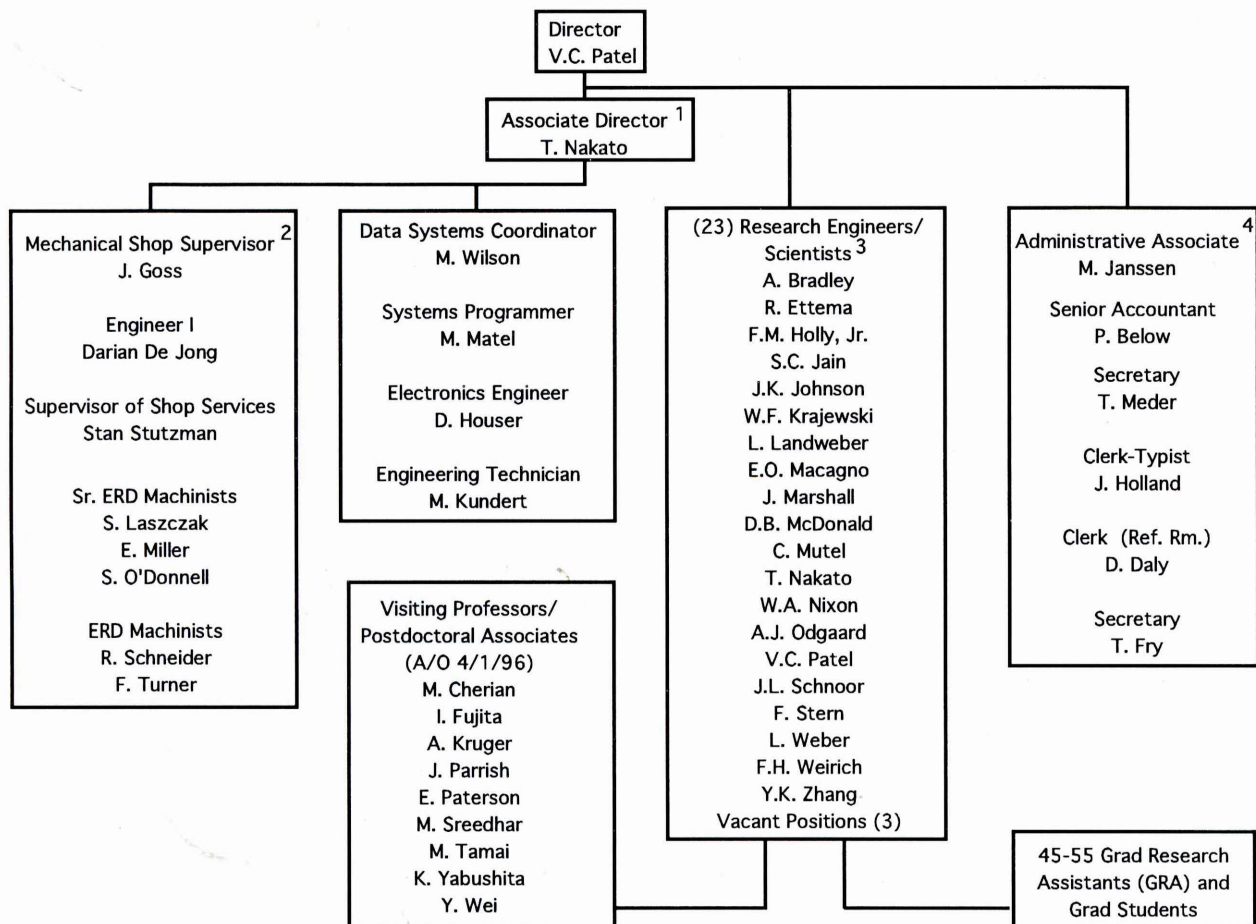 Director
V.C. Patel
Associate Director 1
T. Nakato
Mechanical Shop Supervisor 2
J. Goss
Engineer I
Darian De Jong
Supervisor of Shop Services
Stan Stutzman
Sr. ERD Machinists
S. Laszczak
E. Miller
S. O'Donnell
ERD Machinists
R. Schneider
F. Turner
Data Systems Coordinator
M. Wilson
Systems Programmer
M. Matel
Electronics Engineer
D. Houser
Engineering Technician
M. Kundert
Visiting Professors/
Postdoctoral Associates
(A/O 4/1/96)
M. Cherian
I. Fujita
A. Kruger
J. Parrish
E. Paterson
M. Sreedhar
M. Tamai
K. Yabushita
Y. Wei
(23) Research Engineers/
Scientists 3
A. Bradley
R. Ettema
F.M. Holly, Jr.
S.C. Jain
J.K. Johnson
W.F. Krajewski
L. Landweber
E.O. Macagno
J. Marshall
D.B. McDonald
C. Mutel
T. Nakato
W.A. Nixon
A.J. Odgaard
V.C. Patel
J.L. Schnoor
F. Stern
L. Weber
F.H. Weirich
Y.K. Zhang
Vacant Positions (3)
Administrative Associate 4
M. Janssen
Senior Accountant
P. Below
Secretary
T. Meder
Clerk-Typist
J. Holland
Clerk (Ref. Rm.)
D. Daly
Secretary
T. Fry
45-55 Grad Research
Assistants (GRA) and
Grad Students